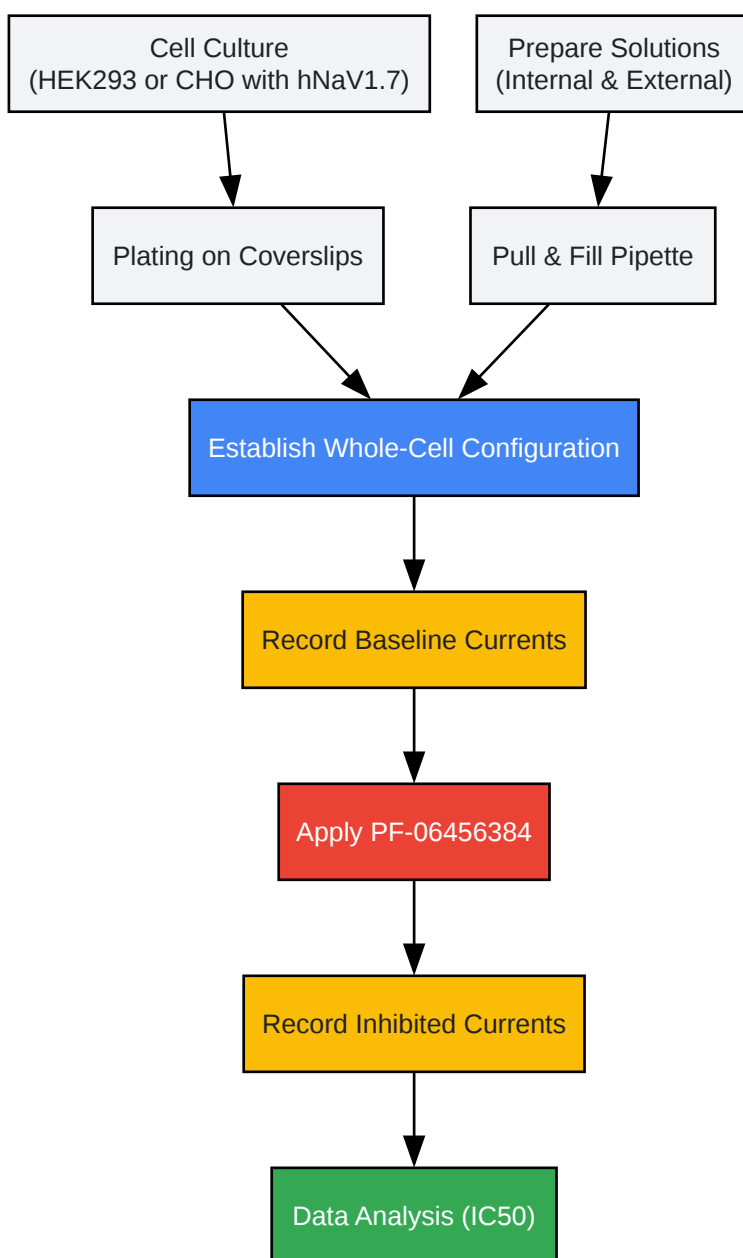 Cell Culture
(HEK293 or CHO with hNaV1.7)
Prepare Solutions
(Internal & External)
Plating on Coverslips
Pull & Fill Pipette
Establish Whole-Cell Configuration
Record Baseline Currents
Apply PF-06456384
Record Inhibited Currents
Data Analysis (IC50)